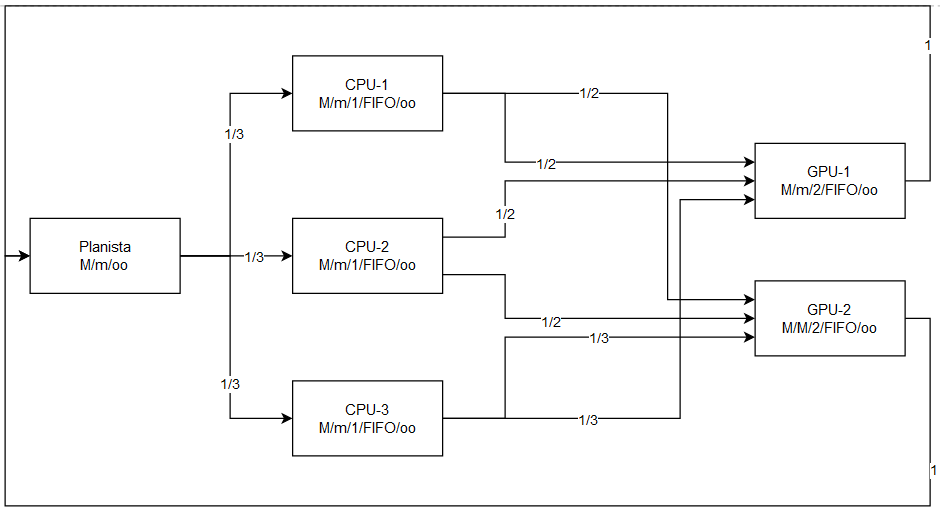 1
CPU-1
M/m/1/FIFO/oo
1/2
1/3
1/2
GPU-1
M/m/2/FIFO/oo
1/2
Planista
M/m/oo
1/3
CPU-2
M/m/1/FIFO/oo
GPU-2
M/M/2/FIFO/oo
1/2
1/3
1/3
CPU-3
M/m/1/FIFO/oo
1/3
1